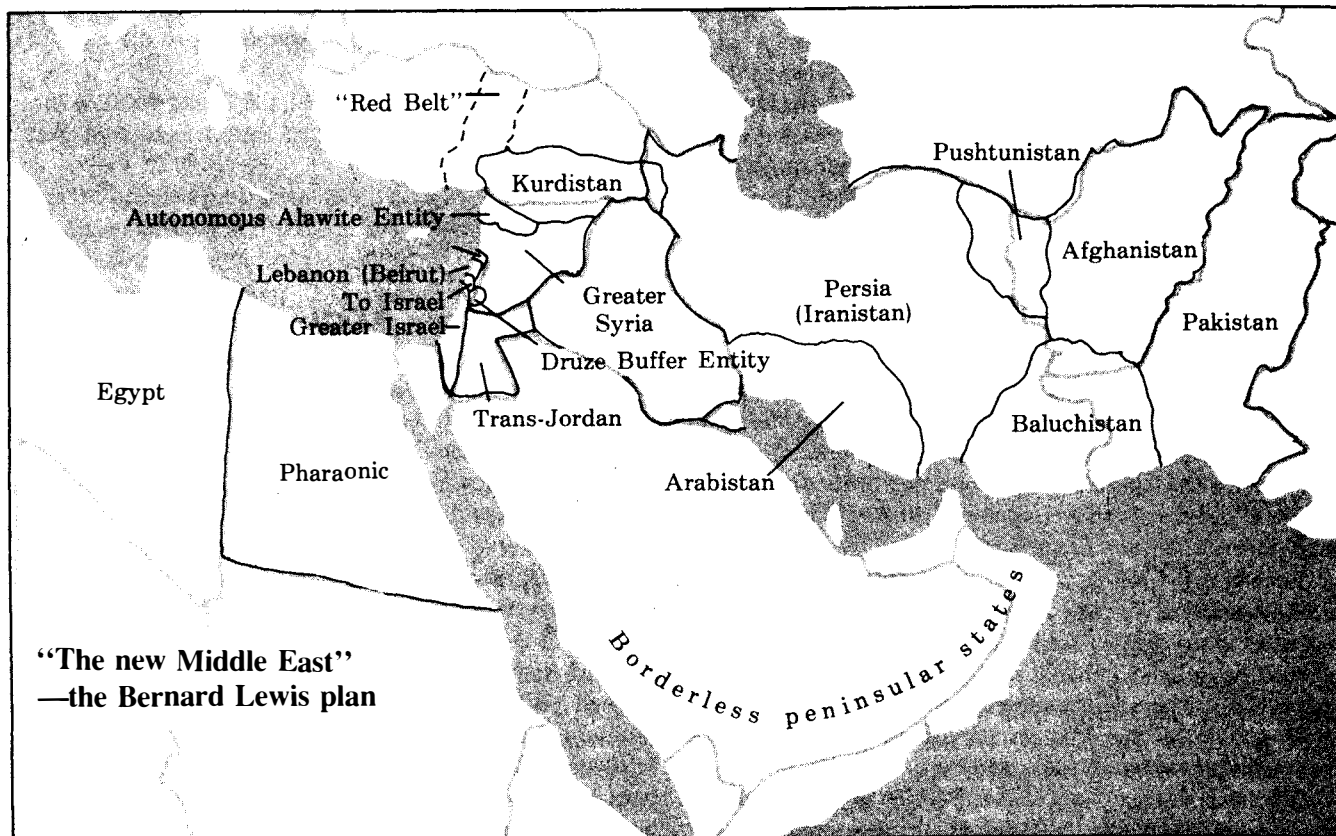 "Red Belt"
Pushtunistan
Kurdistan
Autonomous Alawite Entity
Afghanistan
Lebanon (Beirut)
To Israel
Greater Israel
Greater
Syria
Persia
(Iranistan)
Pakistan
Druze Buffer Entity
Egypt
Trans-Jordan
Baluchistan
Pharaonic
Arabistan
Borderless peninsular states
"The new Middle East"
—the Bernard Lewis plan